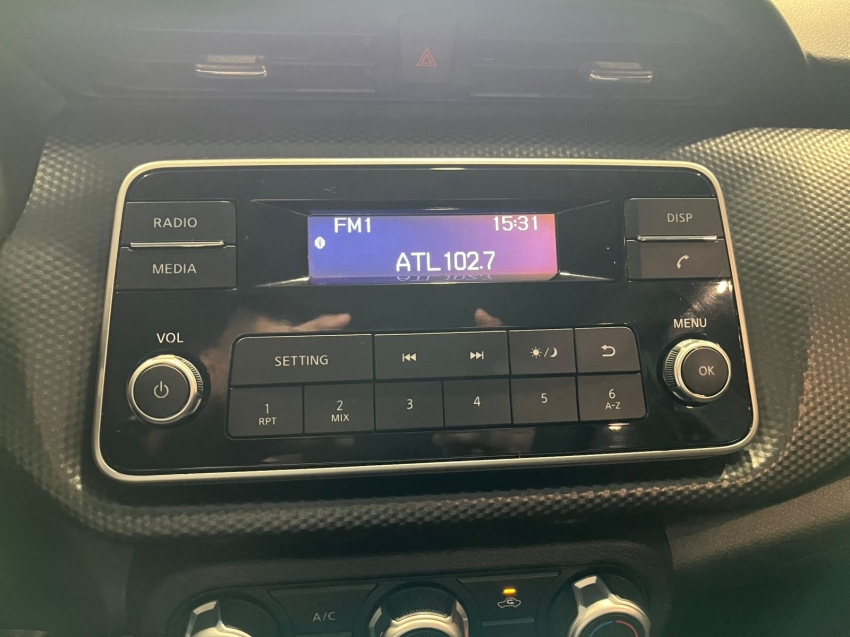 RADIO
MEDIA
FM1 15:31
ATL 102.7
DISP
VOL
MENU
SETTING
OK
1 2 3 4 5 6
RPT MIX A-Z
A/C